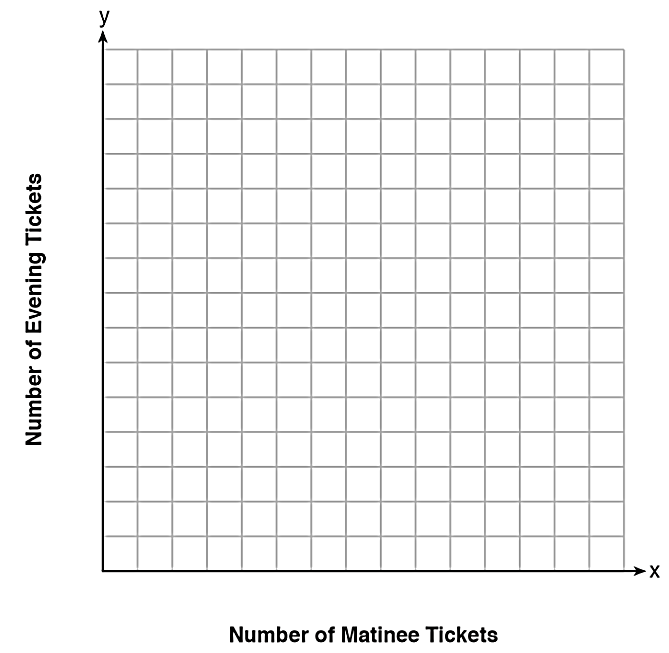 y
Number of Evening Tickets
x
Number of Matinee Tickets